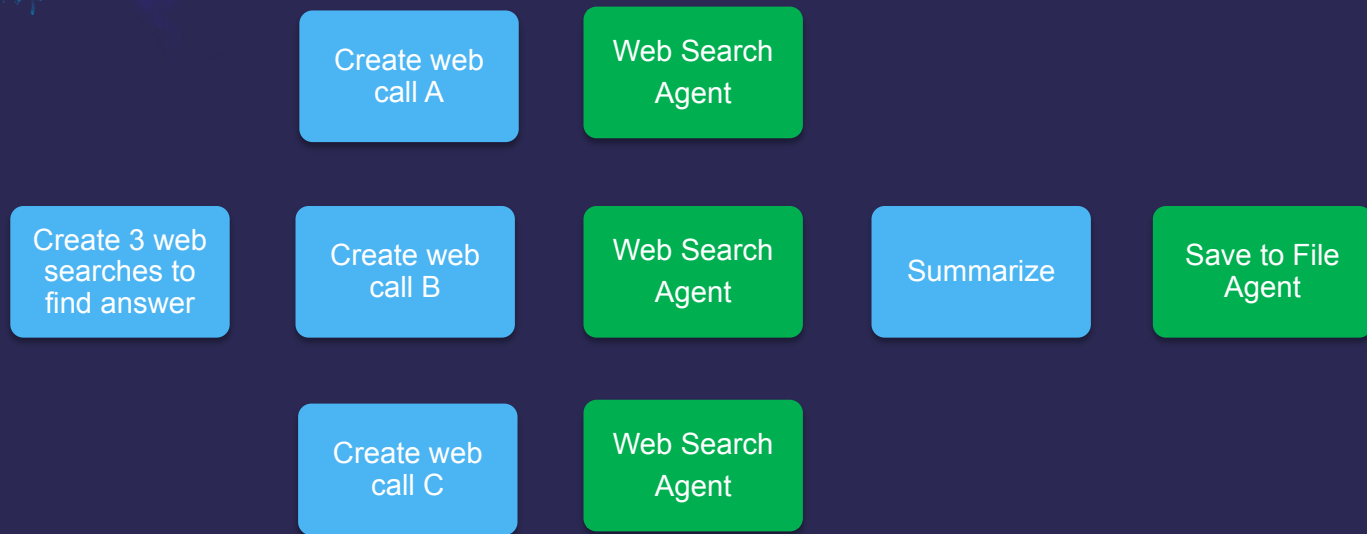 Create web
call A
Web Search
Agent
Create 3 web
searches to
find answer
Create web
call B
Web Search
Agent
Summarize
Save to File
Agent
Create web
call C
Web Search
Agent